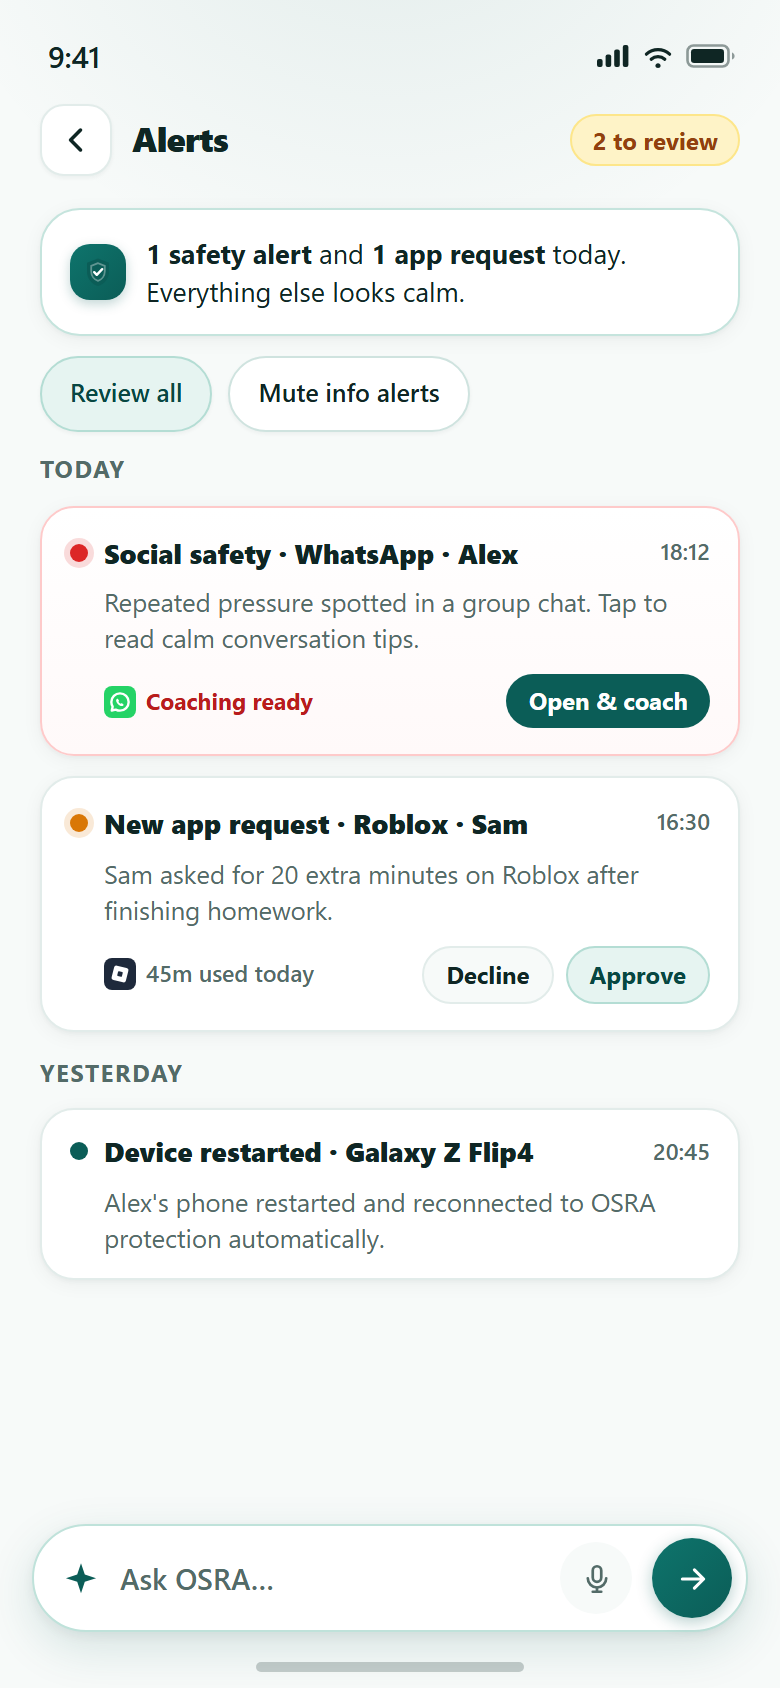 9:41
Alerts
2 to review
1 safety alert and 1 app request today.
Everything else looks calm.
Review all
Mute info alerts
TODAY
Social safety · WhatsApp · Alex
18:12
Repeated pressure spotted in a group chat. Tap to
read calm conversation tips.
Coaching ready
Open & coach
New app request · Roblox · Sam
16:30
Sam asked for 20 extra minutes on Roblox after
finishing homework.
45m used today
Decline
Approve
YESTERDAY
Device restarted · Galaxy Z Flip4
20:45
Alex's phone restarted and reconnected to OSRA
protection automatically.
Ask OSRA...